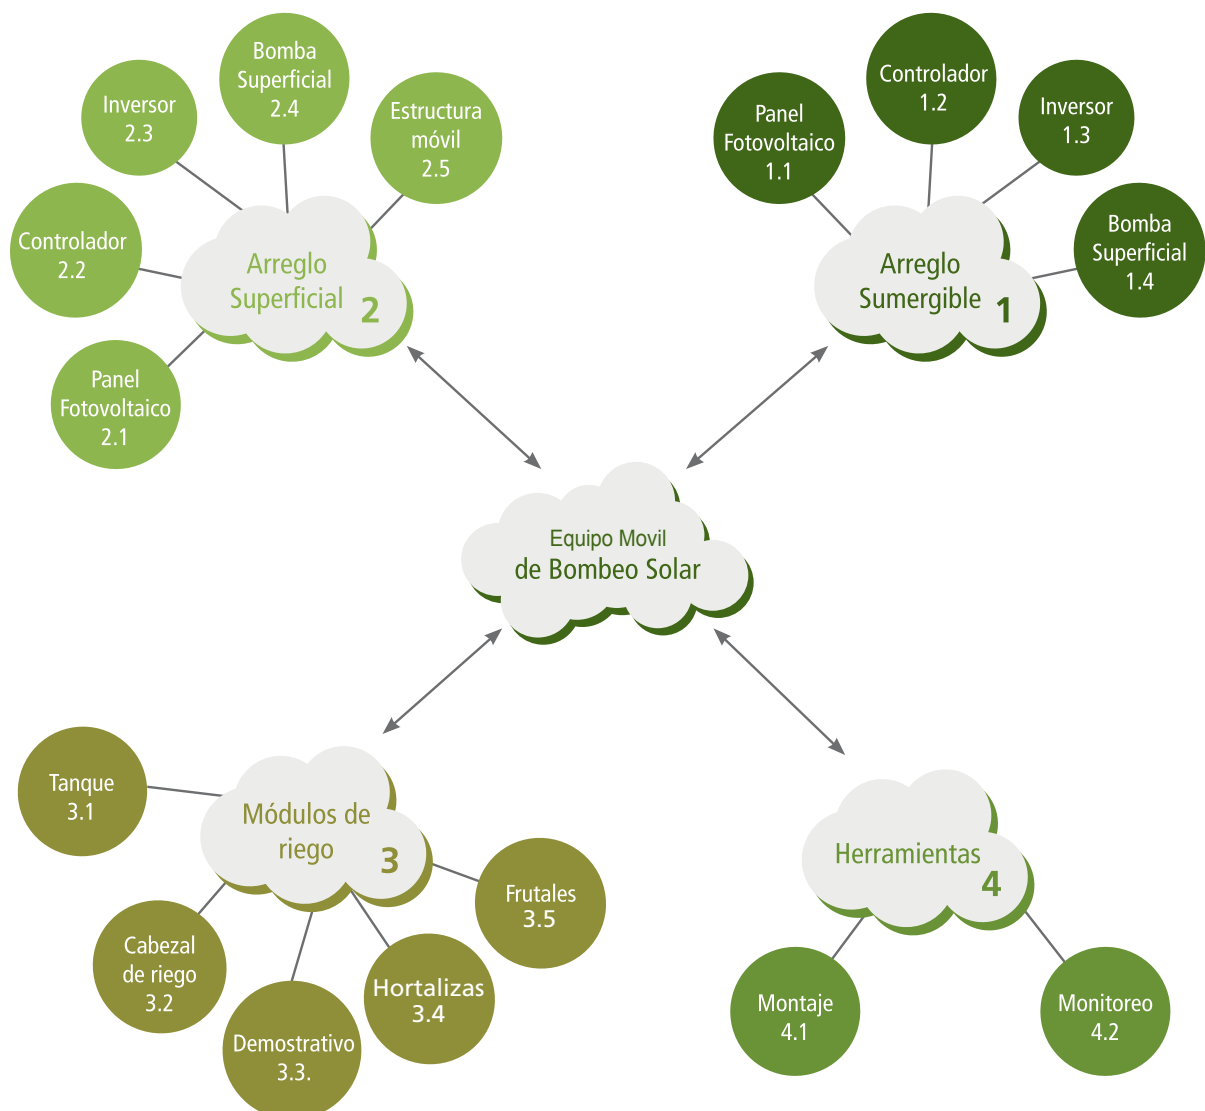 Bomba
Superficial
2.4
Inversor
2.3
Estructura
móvil
2.5
Controlador
2.2
Arreglo
Superficial 2
Panel
Fotovoltaico
2.1
Controlador
1.2
Panel
Fotovoltaico
1.1
Inversor
1.3
Bomba
Superficial
1.4
Arreglo
Sumergible 1
Equipo Movil
de Bombeo Solar
Tanque
3.1
Módulos de
riego 3
Cabezal
de riego
3.2
Demostrativo
3.3.
Hortalizas
3.4
Frutales
3.5
Herramientas
4
Montaje
4.1
Monitoreo
4.2